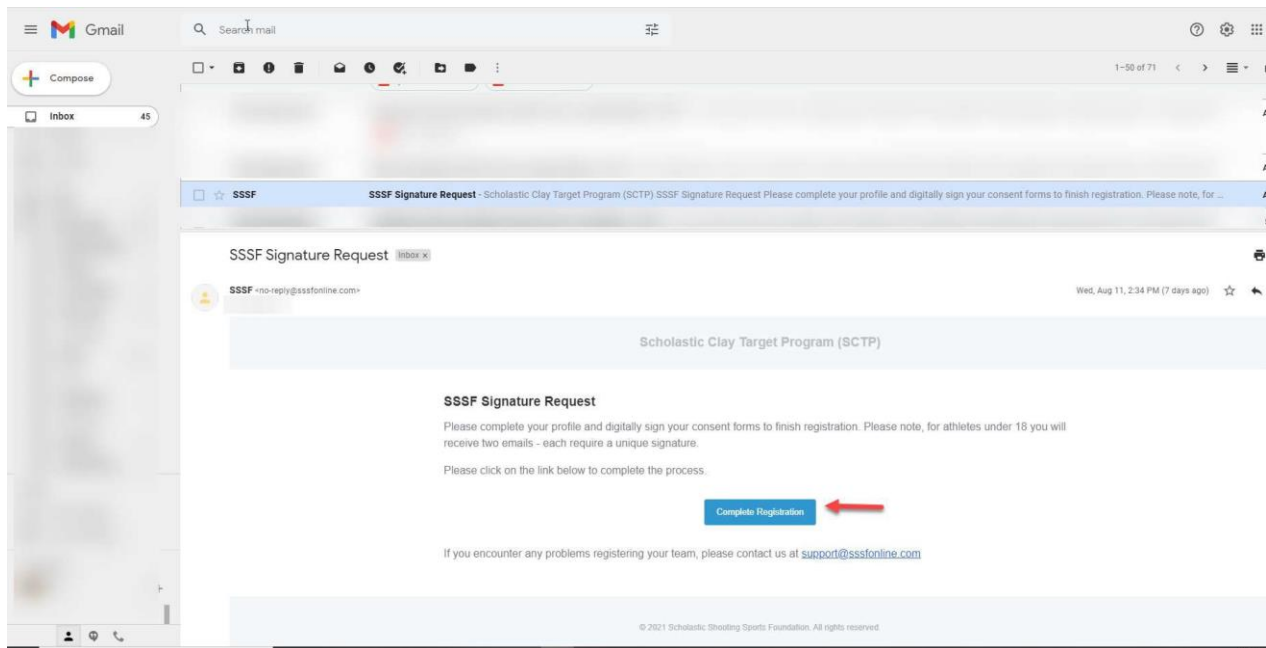 Gmail
Search mail
Compose
1-50 of 71
Inbox 45
SSSF SSSF Signature Request - Scholastic Clay Target Program (SCTP) SSSF Signature Request Please complete your profile and digitally sign your consent forms to finish registration. Please note, for ...
SSSF Signature Request Inbox x
SSSF <no-reply@sssfonline.com> Wed, Aug 11, 2:34 PM (7 days ago)
Scholastic Clay Target Program (SCTP)
SSSF Signature Request
Please complete your profile and digitally sign your consent forms to finish registration. Please note, for athletes under 18 you will
receive two emails - each require a unique signature.
Please click on the link below to complete the process.
Complete Registration
If you encounter any problems registering your team, please contact us at support@sssfonline.com
© 2021 Scholastic Shooting Sports Foundation. All rights reserved